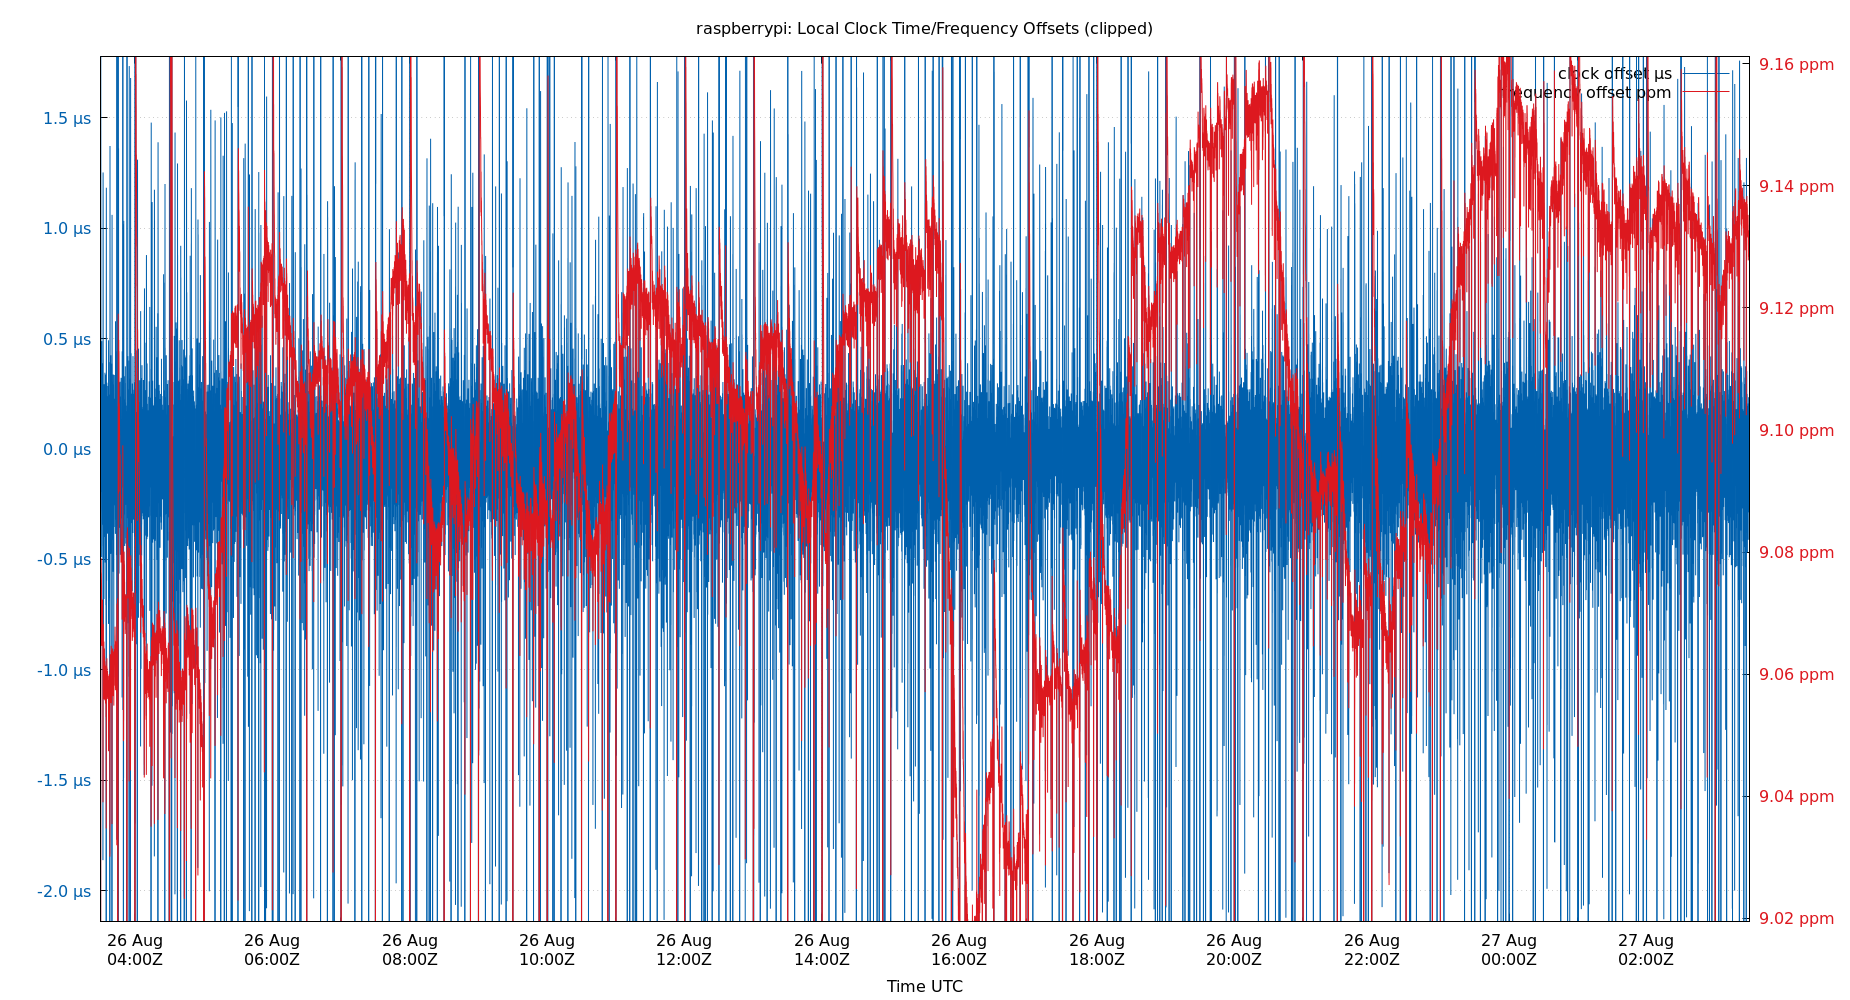 raspberrypi: Local Clock Time/Frequency Offsets (clipped)
clock offset µs
frequency offset ppm
1.5 µs
1.0 µs
0.5 µs
0.0 µs
-0.5 µs
-1.0 µs
-1.5 µs
-2.0 µs
9.16 ppm
9.14 ppm
9.12 ppm
9.10 ppm
9.08 ppm
9.06 ppm
9.04 ppm
9.02 ppm
26 Aug 26 Aug 26 Aug 26 Aug 26 Aug 26 Aug 26 Aug 26 Aug 26 Aug 26 Aug 27 Aug 27 Aug
04:00Z 06:00Z 08:00Z 10:00Z 12:00Z 14:00Z 16:00Z 18:00Z 20:00Z 22:00Z 00:00Z 02:00Z
Time UTC